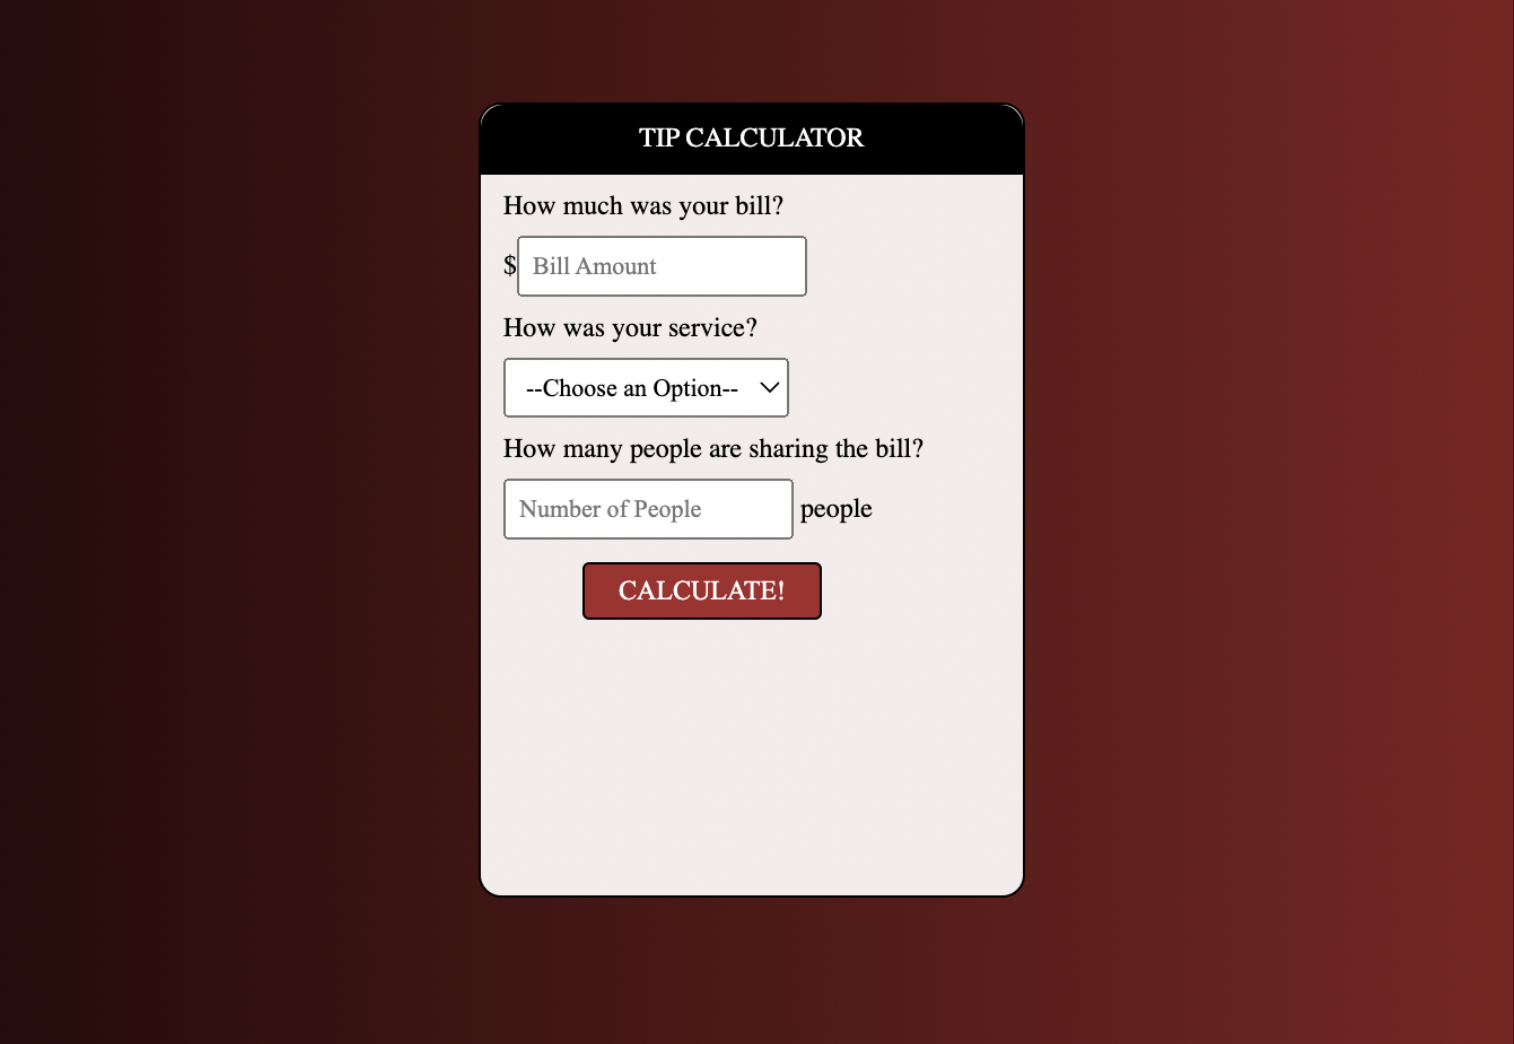 TIP CALCULATOR
How much was your bill?
$ Bill Amount
How was your service?
--Choose an Option--
How many people are sharing the bill?
Number of People people
CALCULATE!